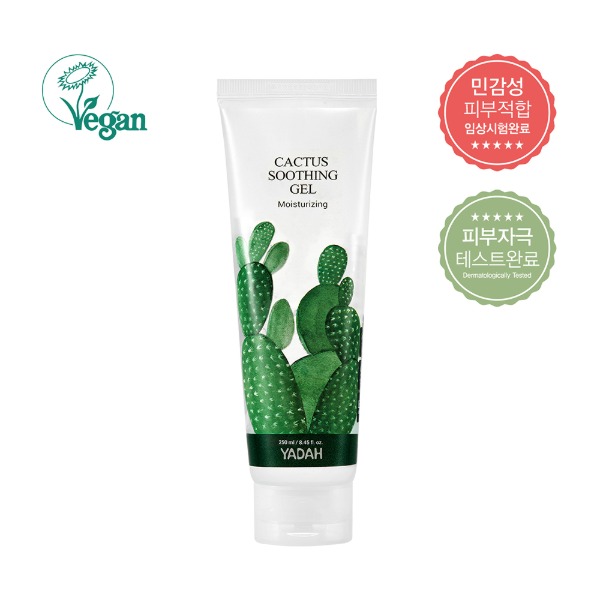 Vegan
민감성
피부적합
임상시험완료
★★★★★
CACTUS
SOOTHING
GEL
Moisturizing
★★★★★
피부자극
테스트완료
Dermatologically Tested
250 ml / 8.45 fl. oz.
YADAH